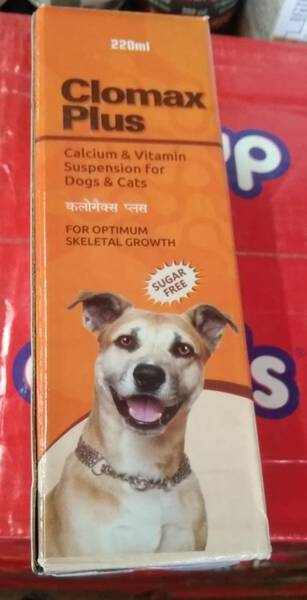 220ml
Clomax
Plus
Calcium & Vitamin
Suspension for
Dogs & Cats
कलोमैक्स प्लस
FOR OPTIMUM
SKELETAL GROWTH
SUGAR
FREE